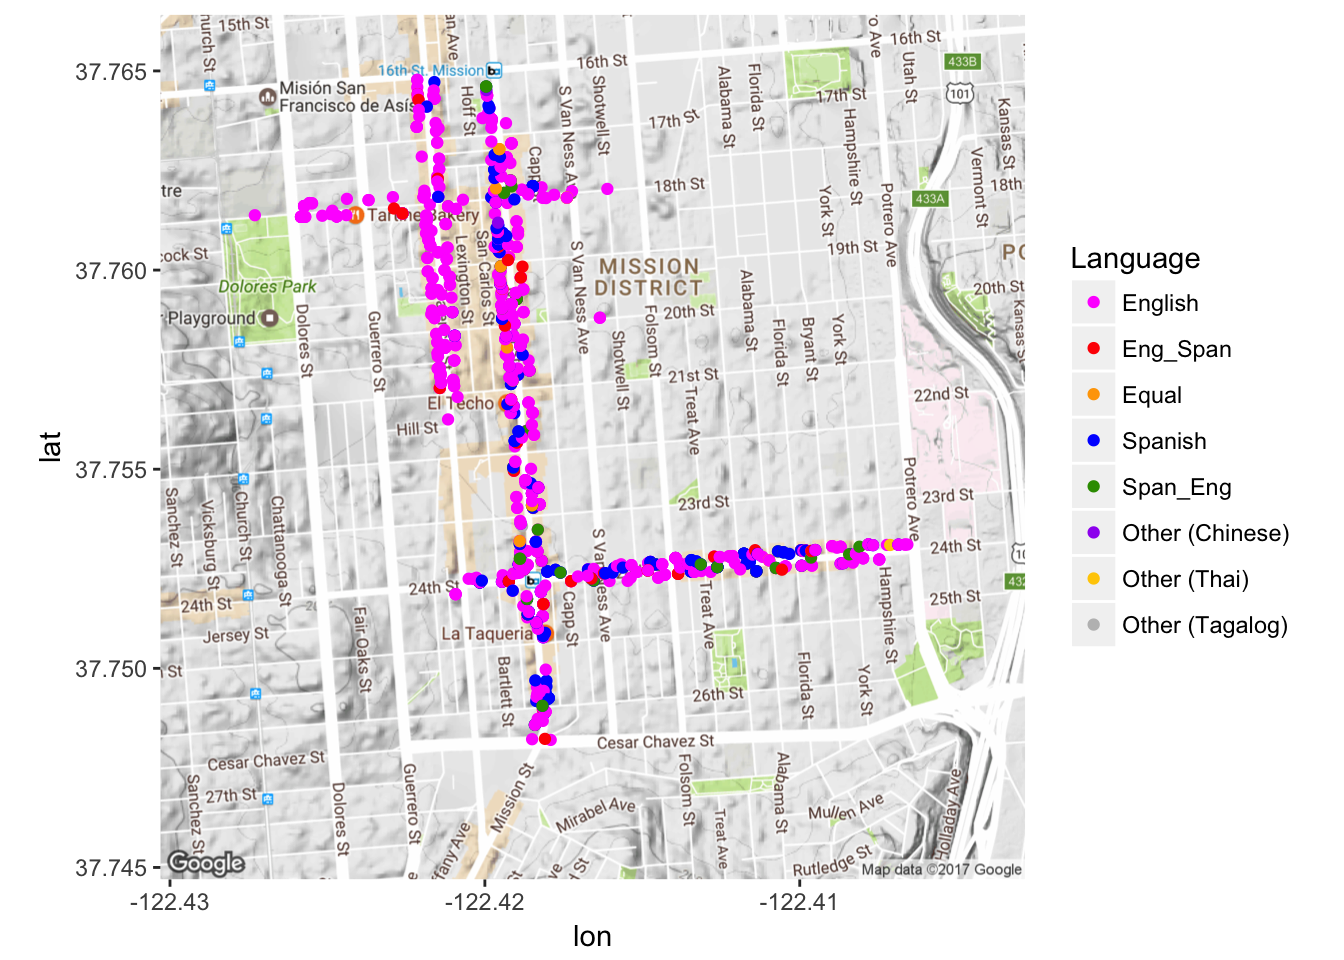 15th St
16th St
16th St. Mission
16th St
433B
101
Misión San
Francisco de Asís
Hoff St
S Van Ness A
Shotwell St
Alabama St
Florida St
Utah St
17th St
17th St
Hampshire St
Kansas St
Vermont St
Capp
18th St
18th
433A
York St
Potrero Ave
Tartine Bakery
19th St
Lexington St
San Carlos St
S Van Ness Ave
MISSION
DISTRICT
Dolores Park
20th St
20th St
Playground
Dolores St
Guerrero St
Folsom St
Shotwell St
Alabama St
Florida St
Bryant St
York St
21st St
22nd St
El Techo
Hill St
Treat Ave
23rd St
23rd St
Potrero Ave
Sanchez St
Vicksburg St
Church St
Chattanooga St
24th St
24th St
24th St
25th St
Jersey St
Fair Oaks St
La Taqueria
Bartlett St
Capp St
Treat Ave
Hampshire St
26th St
Florida St
York St
Cesar Chavez St
Cesar Chavez St
27th St
Sanchez St
Dolores St
Guerrero St
Mission St
Mirabel Ave
Folsom St
Treat Ave
Alabama St
Mullen Ave
Holladay Ave
Rutledge St
Google
Map data ©2017 Google
37.765
37.760
37.755
37.750
37.745
lat
-122.43
-122.42
-122.41
lon
Language
English
Eng_Span
Equal
Spanish
Span_Eng
Other (Chinese)
Other (Thai)
Other (Tagalog)